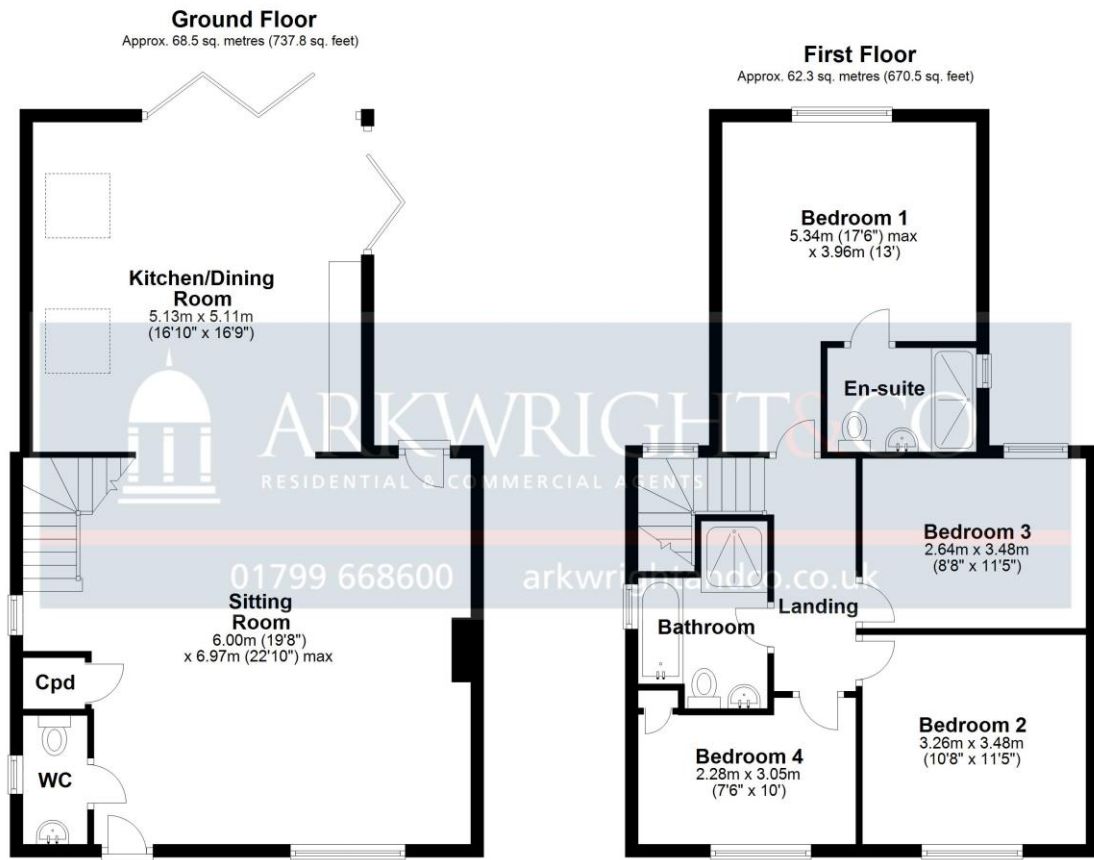 Ground Floor
Approx. 68.5 sq. metres (737.8 sq. feet)
Kitchen/Dining
Room
5.13m x 5.11m
(16'10" x 16'9")
Sitting
Room
6.00m (19'8")
x 6.97m (22'10") max
Cpd
WC
First Floor
Approx. 62.3 sq. metres (670.5 sq. feet)
Bedroom 1
5.34m (17'6") max
x 3.96m (13')
En-suite
Bedroom 3
2.64m x 3.48m
(8'8" x 11'5")
Landing
Bathroom
Bedroom 2
3.26m x 3.48m
(10'8" x 11'5")
Bedroom 4
2.28m x 3.05m
(7'6" x 10')
ARKWRIGHT&CO
RESIDENTIAL & COMMERCIAL AGENTS
01799 668600 arkwrightandco.co.uk